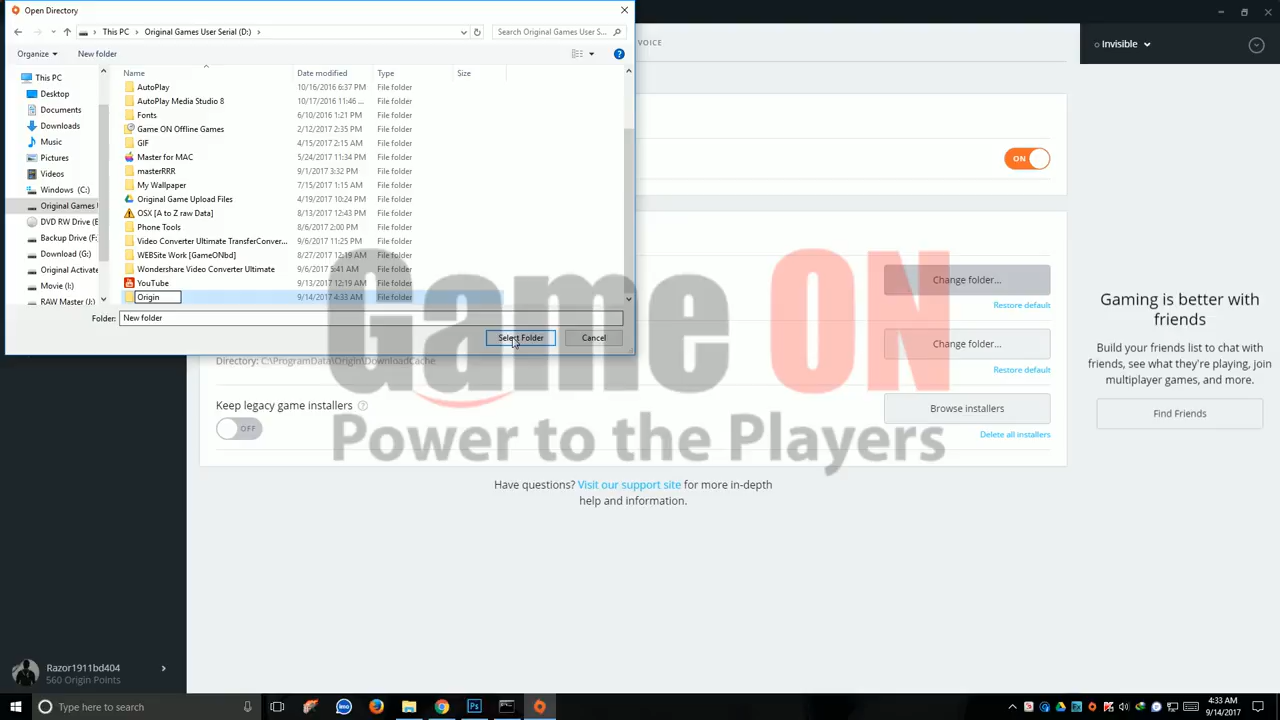 Open Directory
This PC > Original Games User Serial (D:) >
Search Original Games User S...
Organize
New folder
Name
Date modified
Type
Size
This PC
Desktop
Documents
Downloads
Music
Pictures
Videos
Windows (C:)
Original Games U
DVD RW Drive (E
Backup Drive (F:
Download (G:)
Original Activate
Movie (I:)
RAW Master (J:)
AutoPlay 10/16/2016 6:37 PM File folder
AutoPlay Media Studio 8 10/17/2016 11:46 ... File folder
Fonts 6/10/2016 1:21 PM File folder
Game ON Offline Games 2/12/2017 2:35 PM File folder
GIF 4/15/2017 2:15 AM File folder
Master for MAC 5/24/2017 11:34 PM File folder
masterRRR 9/1/2017 3:32 PM File folder
My Wallpaper 7/15/2017 1:15 AM File folder
Original Game Upload Files 4/19/2017 10:24 PM File folder
OSX [A to Z raw Data] 8/13/2017 12:43 PM File folder
Phone Tools 8/6/2017 2:00 PM File folder
Video Converter Ultimate TransferConver... 9/6/2017 11:25 PM File folder
WEBSite Work [GameONbd] 8/27/2017 12:19 AM File folder
Wondershare Video Converter Ultimate 9/6/2017 5:41 AM File folder
YouTube 9/13/2017 12:19 AM File folder
Origin 9/14/2017 4:33 AM File folder
Folder: New folder
Select Folder
Cancel
VOICE
Invisible
ON
Change folder...
Restore default
Change folder...
Restore default
Directory: C:\ProgramData\Origin\DownloadCache
Keep legacy game installers ?
OFF
Browse installers
Delete all installers
Have questions? Visit our support site for more in-depth
help and information.
Gaming is better with
friends
Build your friends list to chat with
friends, see what they're playing, join
multiplayer games, and more.
Find Friends
Game ON
Power to the Players
Razor1911bd404
560 Origin Points
Type here to search
4:33 AM
9/14/2017